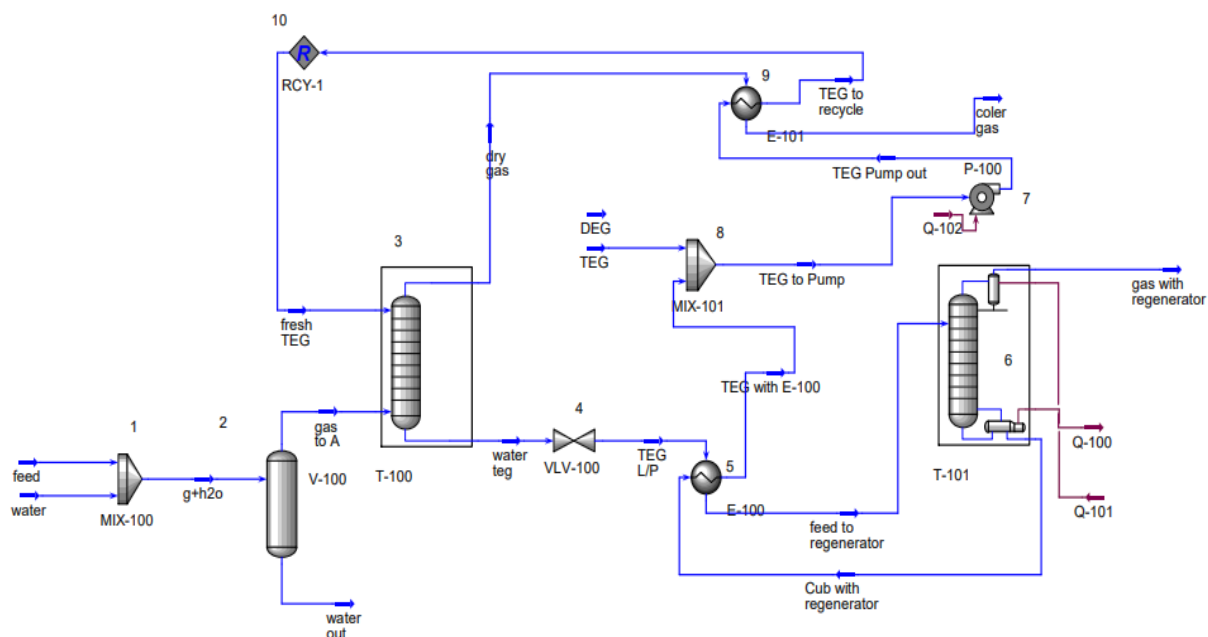 10
R
RCY-1
9
TEG to
recycle
E-101
coler
gas
dry
gas
TEG Pump out
P-100
7
DEG
Q-102
3
TEG
8
TEG to Pump
MIX-101
gas with
regenerator
fresh
TEG
6
TEG with E-100
1
2
4
gas
to A
feed
water
g+h2o
V-100
T-100
water
teg
VLV-100
TEG
L/P
5
Q-100
T-101
MIX-100
E-100
Q-101
feed to
regenerator
Cub with
regenerator
water
out